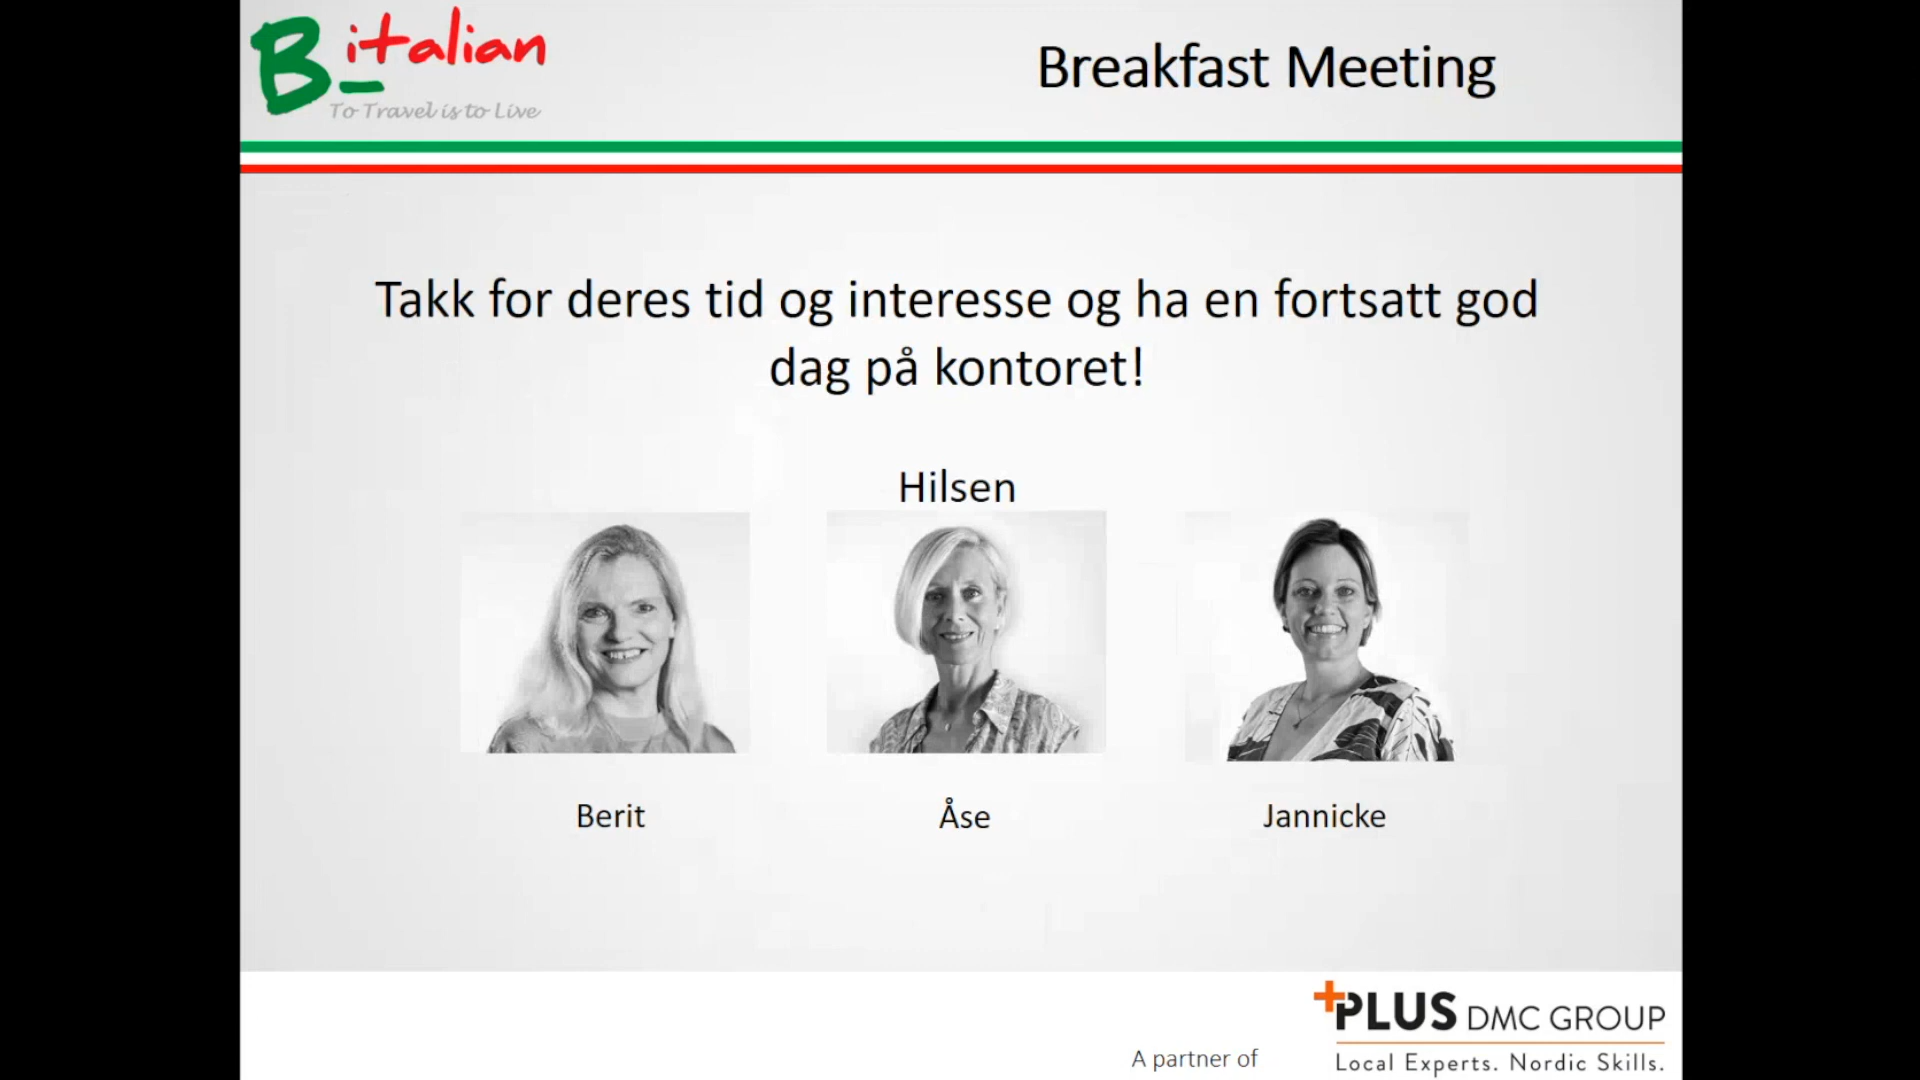 B_italian
To Travel is to Live
Breakfast Meeting
Takk for deres tid og interesse og ha en fortsatt god
dag på kontoret!
Hilsen
Berit
Åse
Jannicke
A partner of
+PLUS DMC GROUP
Local Experts. Nordic Skills.